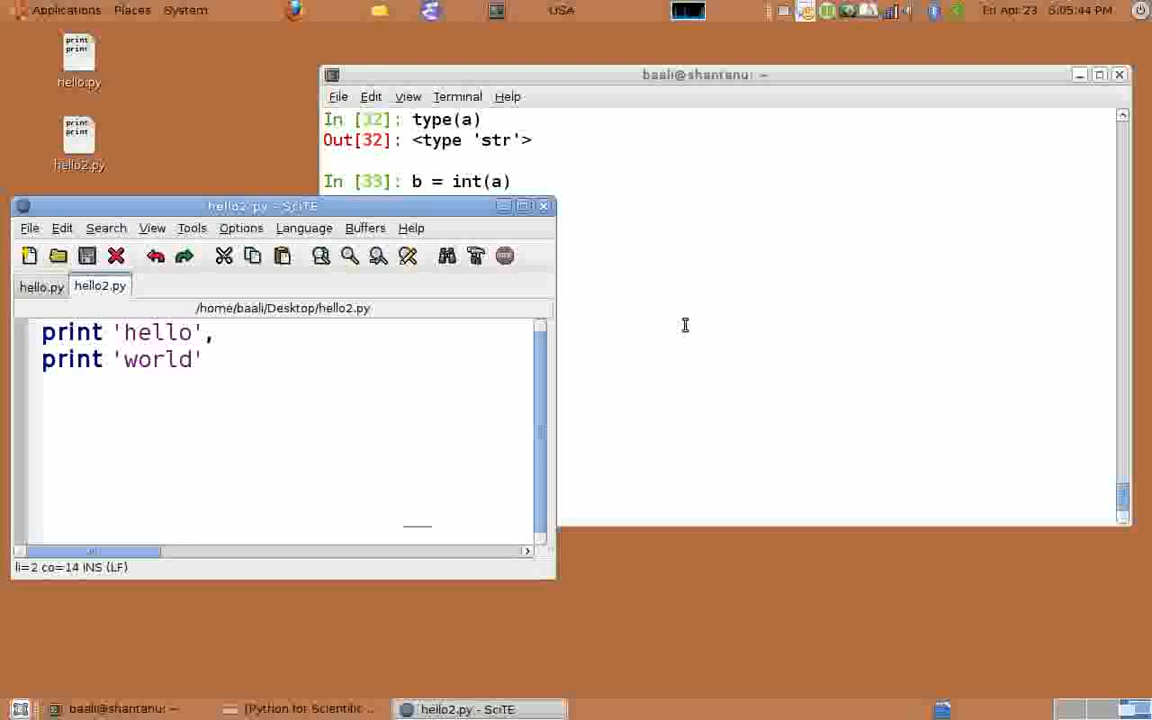 Applications Places System USA Fri Apr 23 6:05:44 PM
hello.py
hello2.py
baali@shantanu: ~
File Edit View Terminal Help
In [32]: type(a)
Out[32]: <type 'str'>
In [33]: b = int(a)
hello2.py - SciTE
File Edit Search View Tools Options Language Buffers Help
hello.py hello2.py
/home/baali/Desktop/hello2.py
print 'hello',
print 'world'
li=2 co=14 INS (LF)
baali@shantanu: ~ [Python for Scientific ... hello2.py - SciTE